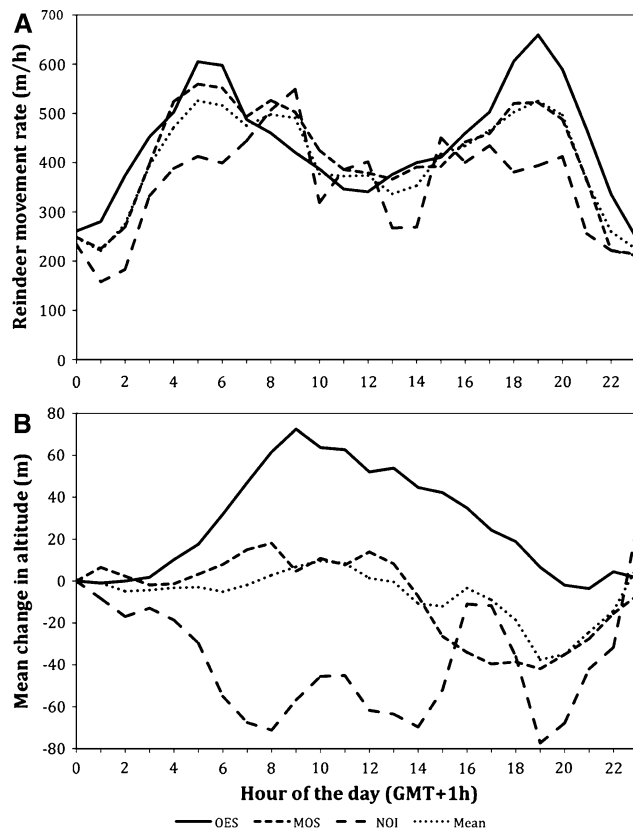 A
Reindeer movement rate (m/h)
700
600
500
400
300
200
100
0
0 2 4 6 8 10 12 14 16 18 20 22
B
Mean change in altitude (m)
80
60
40
20
0
-20
-40
-60
-80
0 2 4 6 8 10 12 14 16 18 20 22
Hour of the day (GMT+1h)
OES MOS NOI Mean